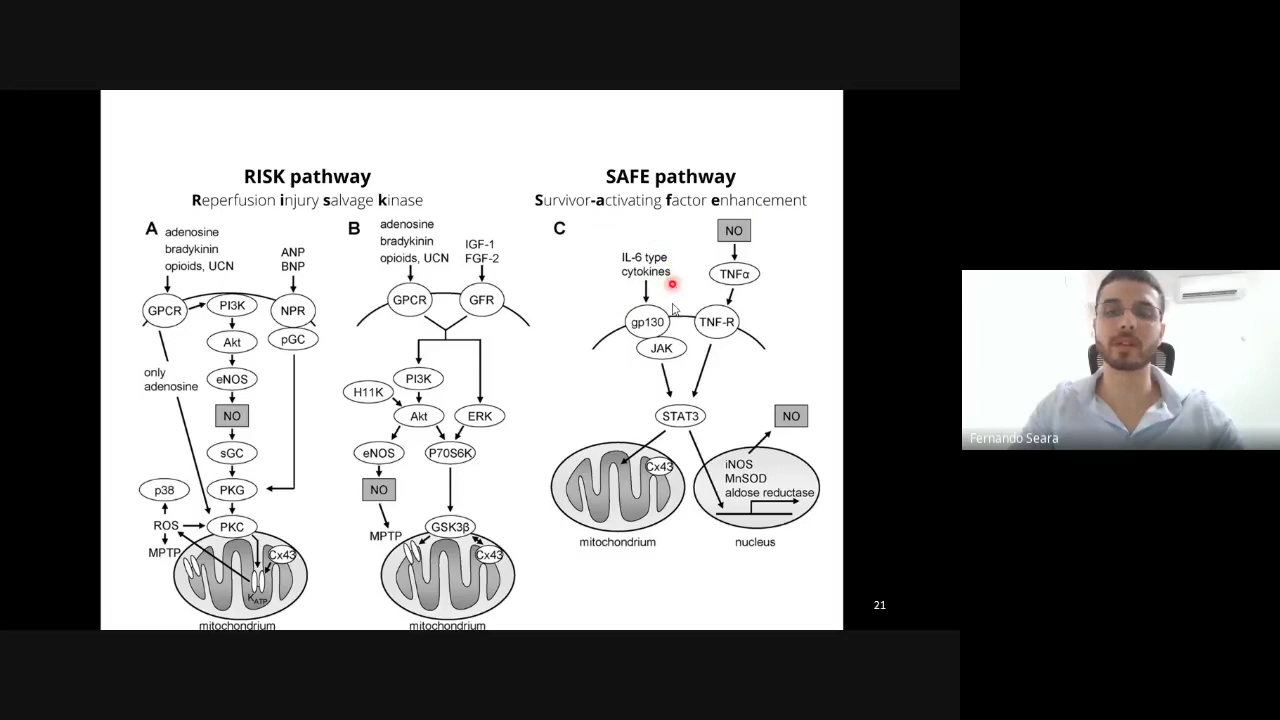 RISK pathway
Reperfusion injury salvage kinase
SAFE pathway
Survivor-activating factor enhancement
A
adenosine
bradykinin
opioids, UCN
ANP
BNP
GPCR
PI3K
NPR
Akt
pGC
only
adenosine
eNOS
NO
sGC
p38
PKG
ROS
PKC
MPTP
Cx43
KATP
mitochondrium
B
adenosine
bradykinin
opioids, UCN
IGF-1
FGF-2
GPCR
GFR
PI3K
H11K
Akt
ERK
eNOS
P70S6K
NO
MPTP
GSK3β
Cx43
mitochondrium
C
NO
IL-6 type
cytokines
TNFα
gp130
TNF-R
JAK
STAT3
NO
Cx43
iNOS
MnSOD
aldose reductase
mitochondrium
nucleus
21
Fernando Seara